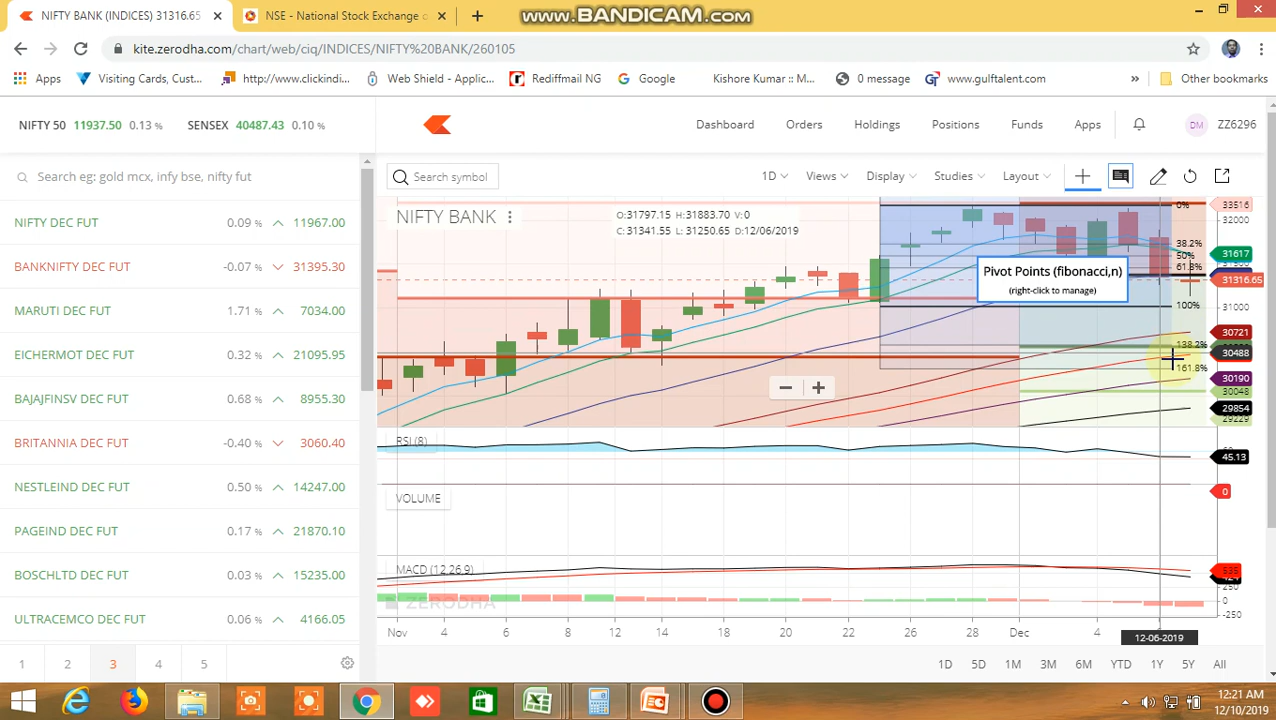 NIFTY BANK (INDICES) 31316.65
NSE - National Stock Exchange o
www.BANDICAM.com
kite.zerodha.com/chart/web/ciq/INDICES/NIFTY%20BANK/260105
Apps
Visiting Cards, Cust...
http://www.clickindi...
Web Shield - Applic...
Rediffmail NG
Google
Kishore Kumar :: M...
0 message
www.gulftalent.com
»
Other bookmarks
NIFTY 50 11937.50 0.13 %
SENSEX 40487.43 0.10 %
Dashboard
Orders
Holdings
Positions
Funds
Apps
DM
ZZ6296
Search eg: gold mcx, infy bse, nifty fut
Search symbol
1D
Views
Display
Studies
Layout
NIFTY DEC FUT 0.09 % 11967.00
BANKNIFTY DEC FUT -0.07 % 31395.30
MARUTI DEC FUT 1.71 % 7034.00
EICHERMOT DEC FUT 0.32 % 21095.95
BAJAJFINSV DEC FUT 0.68 % 8955.30
BRITANNIA DEC FUT -0.40 % 3060.40
NESTLEIND DEC FUT 0.50 % 14247.00
PAGEIND DEC FUT 0.17 % 21870.10
BOSCHLTD DEC FUT 0.03 % 15235.00
ULTRACEMCO DEC FUT 0.06 % 4166.05
1 2 3 4 5
NIFTY BANK
O:31797.15 H:31883.70 V:0
C: 31341.55 L: 31250.65 D:12/06/2019
Pivot Points (fibonacci,n)
(right-click to manage)
0%
38.2%
50%
61.8%
100%
138.2%
161.8%
33516
32000
31617
31316.65
31000
30721
30488
30190
30048
29854
29229
RSI (8)
45.13
VOLUME
0
MACD (12,26,9)
535
250
0
-250
ZERODHA
Nov 4 6 8 12 14 18 20 22 26 28 Dec 4
12-06-2019
1D 5D 1M 3M 6M YTD 1Y 5Y All
12:21 AM
12/10/2019